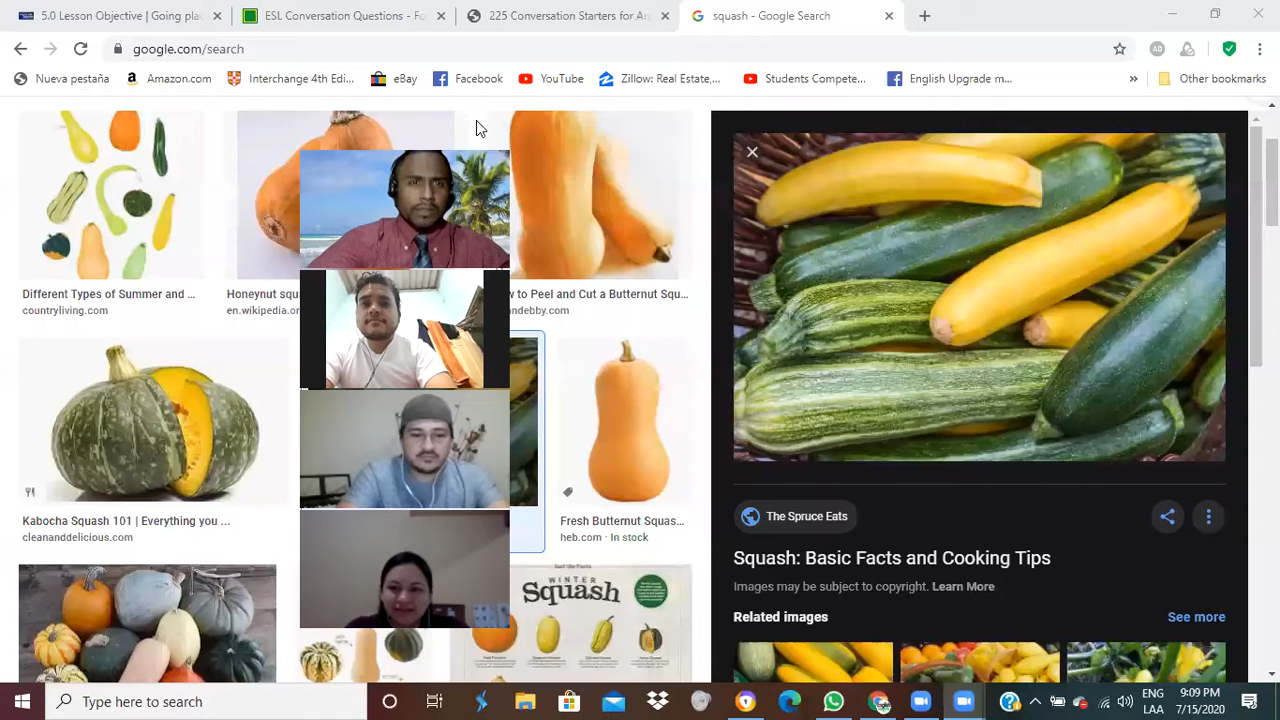 5.0 Lesson Objective | Going pla
ESL Conversation Questions - Fo
225 Conversation Starters for An
squash - Google Search
google.com/search
Nueva pestaña
Amazon.com
Interchange 4th Edi...
eBay
Facebook
YouTube
Zillow: Real Estate,...
Students Compete...
English Upgrade m...
Other bookmarks
Different Types of Summer and ...
countryliving.com
Honeynut squ
en.wikipedia.or
w to Peel and Cut a Butternut Squ...
andebby.com
Kabocha Squash 101 | Everything you ...
cleananddelicious.com
Fresh Butternut Squas...
heb.com · In stock
WINTER
Squash
The Spruce Eats
Squash: Basic Facts and Cooking Tips
Images may be subject to copyright. Learn More
Related images
See more
Type here to search
ENG
LAA
9:09 PM
7/15/2020